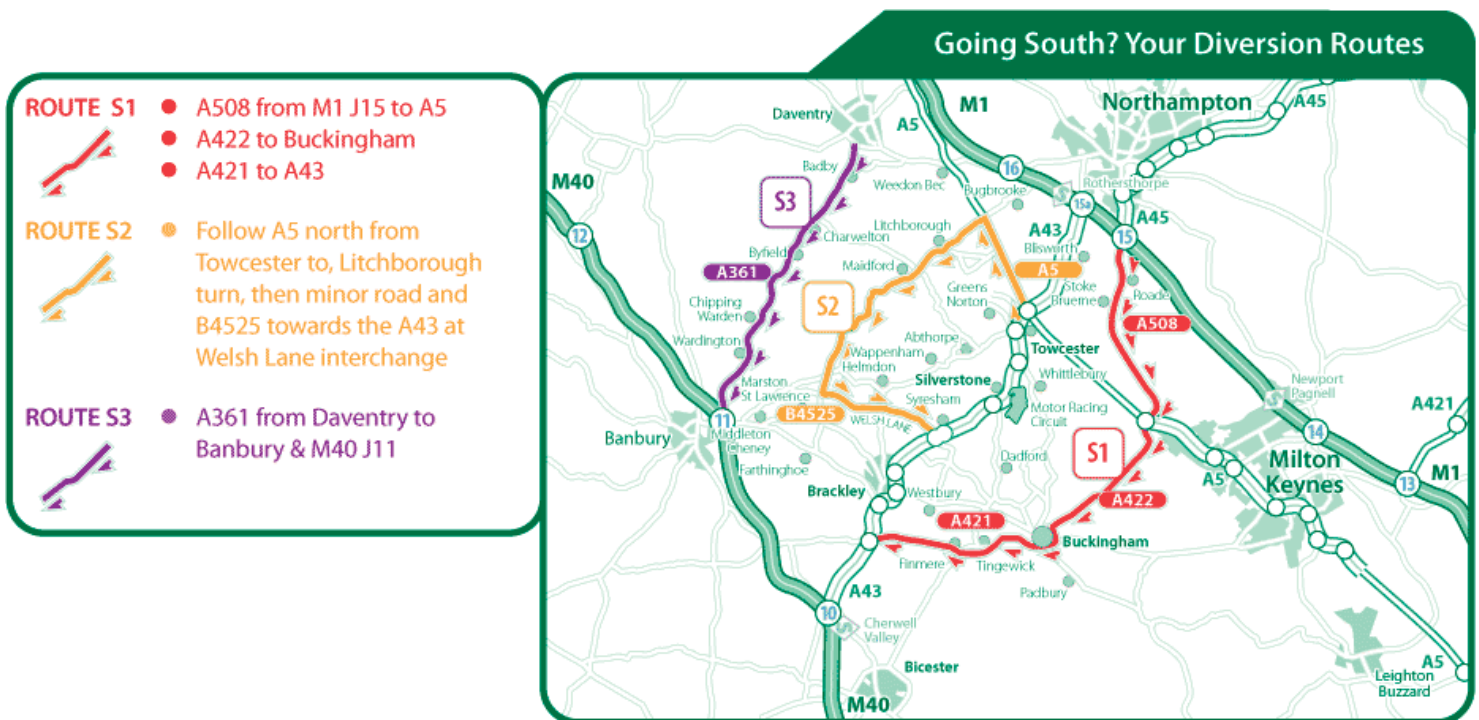 Going South? Your Diversion Routes
ROUTE S1
A508 from M1 J15 to A5
A422 to Buckingham
A421 to A43
ROUTE S2
Follow A5 north from
Towcester to, Litchborough
turn, then minor road and
B4525 towards the A43 at
Welsh Lane interchange
ROUTE S3
A361 from Daventry to
Banbury & M40 J11
M1
Northampton
A45
Daventry
A5
Badby
16
M40
Weedon Bec
Bugbrooke
S
Rothersthorpe
S3
15a
A45
Litchborough
A43
12
Charwelton
15
Byfield
Blisworth
Maidford
A361
A5
Greens
Norton
Stoke
Bruerne
Roade
Chipping
Warden
S2
A508
Abthorpe
Wardington
Towcester
Wappenham
Helmdon
Whittlebury
Silverstone
Newport
Pagnell
S
Marston
St Lawrence
Syresham
Motor Racing
Circuit
A421
B4525
WELSH LANE
11
Middleton
Cheney
Banbury
14
S1
Farthinghoe
Dadford
Milton
Keynes
A5
M1
13
Brackley
Westbury
A422
A421
Buckingham
Finmere
Tingewick
Padbury
A43
10
Cherwell
Valley
S
Bicester
A5
Leighton
Buzzard
M40